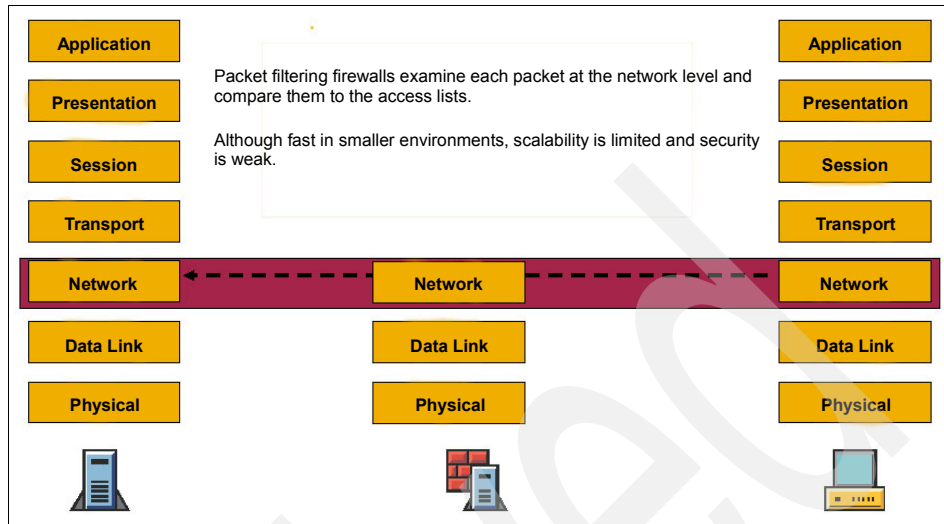 Application
Application
Packet filtering firewalls examine each packet at the network level and
compare them to the access lists.
Presentation
Presentation
Although fast in smaller environments, scalability is limited and security
is weak.
Session
Session
Transport
Transport
Network
Network
Network
Data Link
Data Link
Data Link
Physical
Physical
Physical